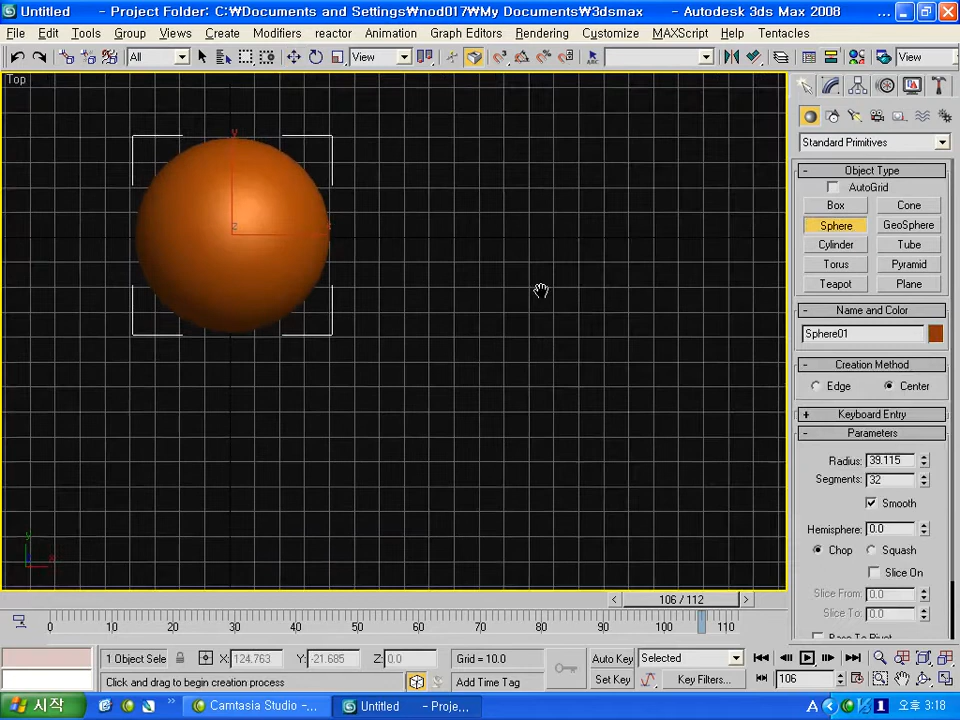 Untitled - Project Folder: C:₩Documents and Settings₩nod017₩My Documents₩3dsmax - Autodesk 3ds Max 2008 ...
File Edit Tools Group Views Create Modifiers reactor Animation Graph Editors Rendering Customize MAXScript Help Tentacles
All View View
Top
Standard Primitives
- Object Type
AutoGrid
Box Cone
Sphere GeoSphere
Cylinder Tube
Torus Pyramid
Teapot Plane
- Name and Color
Sphere01
- Creation Method
Edge Center
+ Keyboard Entry
- Parameters
Radius: 39.115
Segments: 32
Smooth
Hemisphere: 0.0
Chop Squash
Slice On
Slice From: 0.0
Slice To: 0.0
Base To Pivot
y
x
z
y
x
< 106 / 112 >
0 10 20 30 40 50 60 70 80 90 100 110
1 Object Sele X: 124.763 Y: -21.685 Z: 0.0 Grid = 10.0 Auto Key Selected
Click and drag to begin creation process Add Time Tag Set Key Key Filters... 106
시작 Camtasia Studio - ... Untitled - Proje... A 오후 3:18